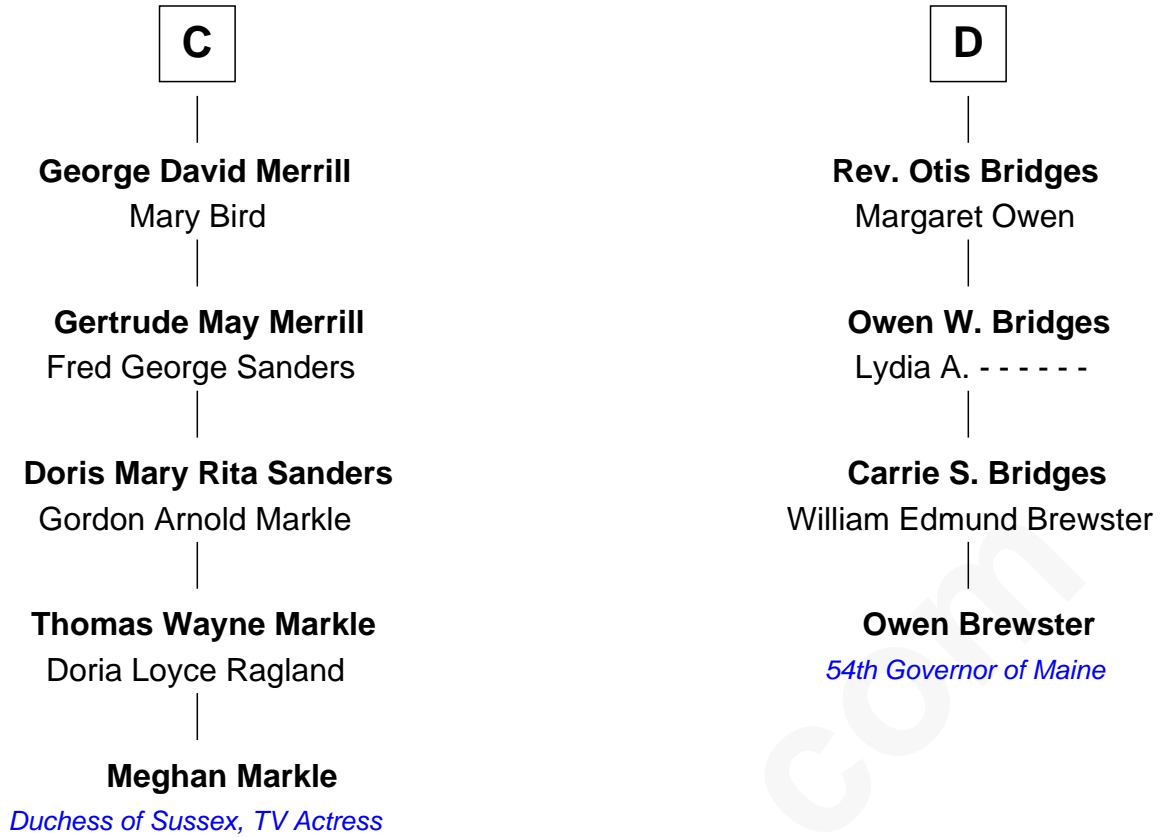 C
George David Merrill
Mary Bird
Gertrude May Merrill
Fred George Sanders
Doris Mary Rita Sanders
Gordon Arnold Markle
Thomas Wayne Markle
Doria Loyce Ragland
Meghan Markle
Duchess of Sussex, TV Actress
D
Rev. Otis Bridges
Margaret Owen
Owen W. Bridges
Lydia A. - - - - - -
Carrie S. Bridges
William Edmund Brewster
Owen Brewster
54th Governor of Maine
com